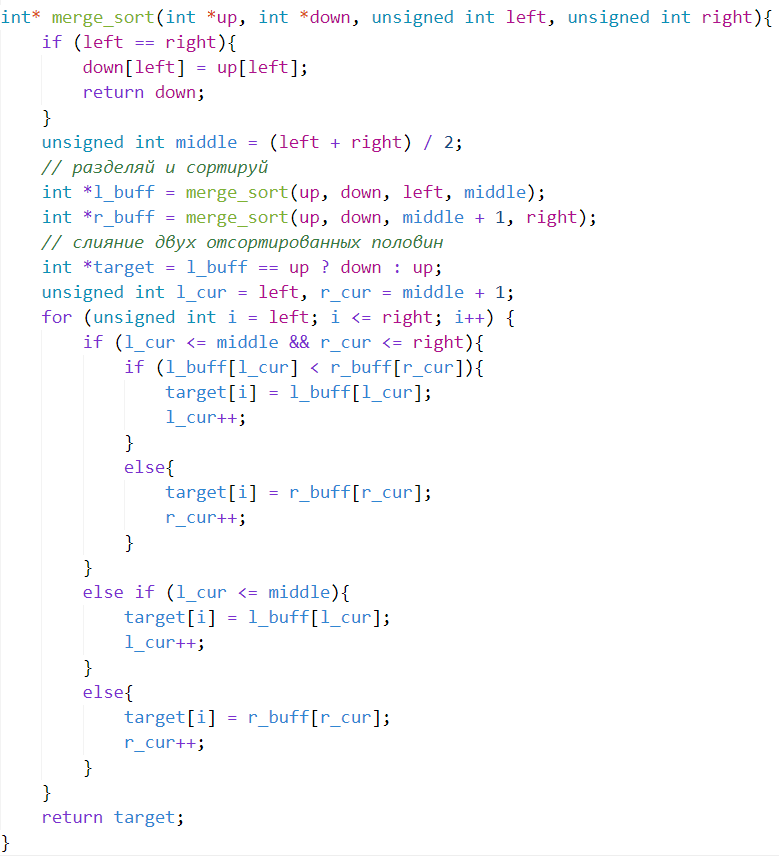 int* merge_sort(int *up, int *down, unsigned int left, unsigned int right){
    if (left == right){
        down[left] = up[left];
        return down;
    }
    unsigned int middle = (left + right) / 2;
    // разделяй и сортируй
    int *l_buff = merge_sort(up, down, left, middle);
    int *r_buff = merge_sort(up, down, middle + 1, right);
    // слияние двух отсортированных половин
    int *target = l_buff == up ? down : up;
    unsigned int l_cur = left, r_cur = middle + 1;
    for (unsigned int i = left; i <= right; i++) {
        if (l_cur <= middle && r_cur <= right){
            if (l_buff[l_cur] < r_buff[r_cur]){
                target[i] = l_buff[l_cur];
                l_cur++;
            }
            else{
                target[i] = r_buff[r_cur];
                r_cur++;
            }
        }
        else if (l_cur <= middle){
            target[i] = l_buff[l_cur];
            l_cur++;
        }
        else{
            target[i] = r_buff[r_cur];
            r_cur++;
        }
    }
    return target;
}